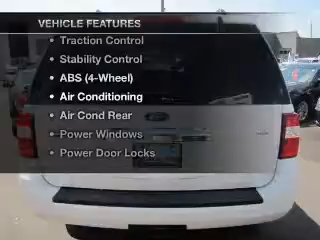 VEHICLE FEATURES
• Traction Control
• Stability Control
• ABS (4-Wheel)
• Air Conditioning
• Air Cond Rear
• Power Windows
• Power Door Locks
Ford